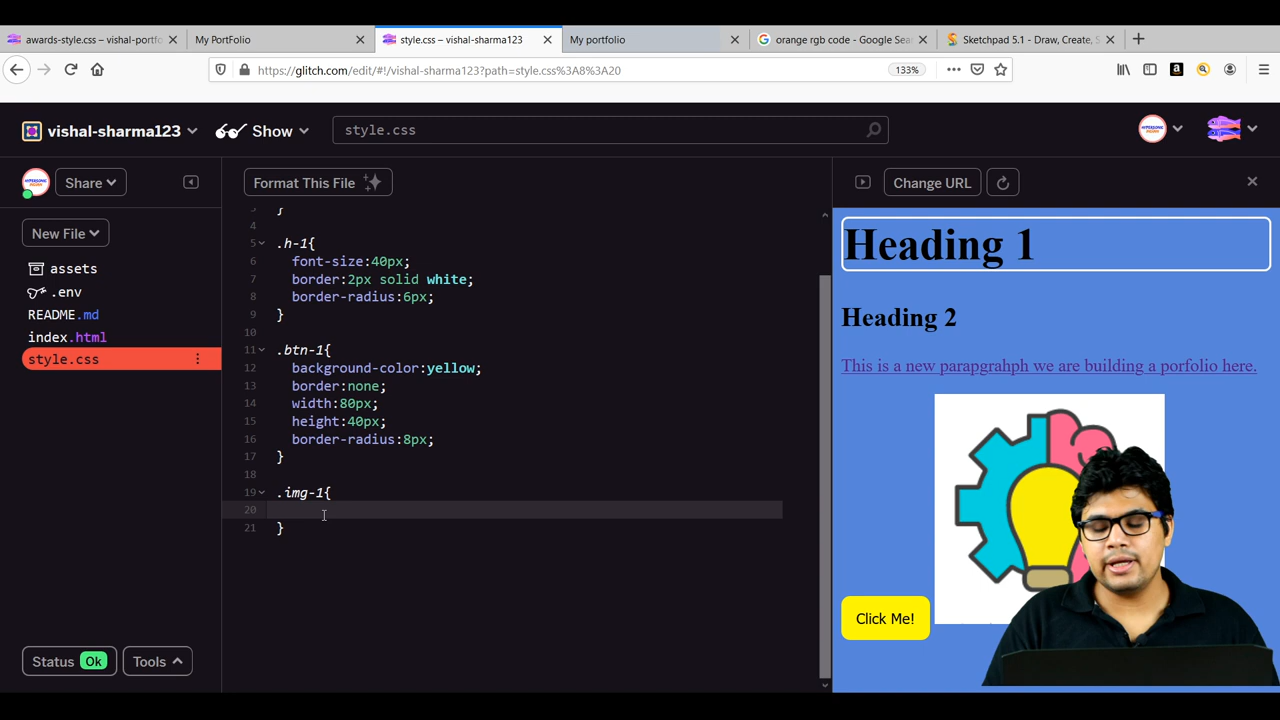 awards-style.css – vishal-portfo
My PortFolio
style.css – vishal-sharma123
My portfolio
orange rgb code - Google Sea
Sketchpad 5.1 - Draw, Create, S
https://glitch.com/edit/#!/vishal-sharma123?path=style.css%3A8%3A20
133%
vishal-sharma123
Show
style.css
Share
Format This File
Change URL
New File
assets
.env
README.md
index.html
style.css
3 }
4
5 .h-1{
6 font-size:40px;
7 border:2px solid white;
8 border-radius:6px;
9 }
10
11 .btn-1{
12 background-color:yellow;
13 border:none;
14 width:80px;
15 height:40px;
16 border-radius:8px;
17 }
18
19 .img-1{
20
21 }
Heading 1
Heading 2
This is a new parapgrahph we are building a porfolio here.
Click Me!
Status Ok
Tools